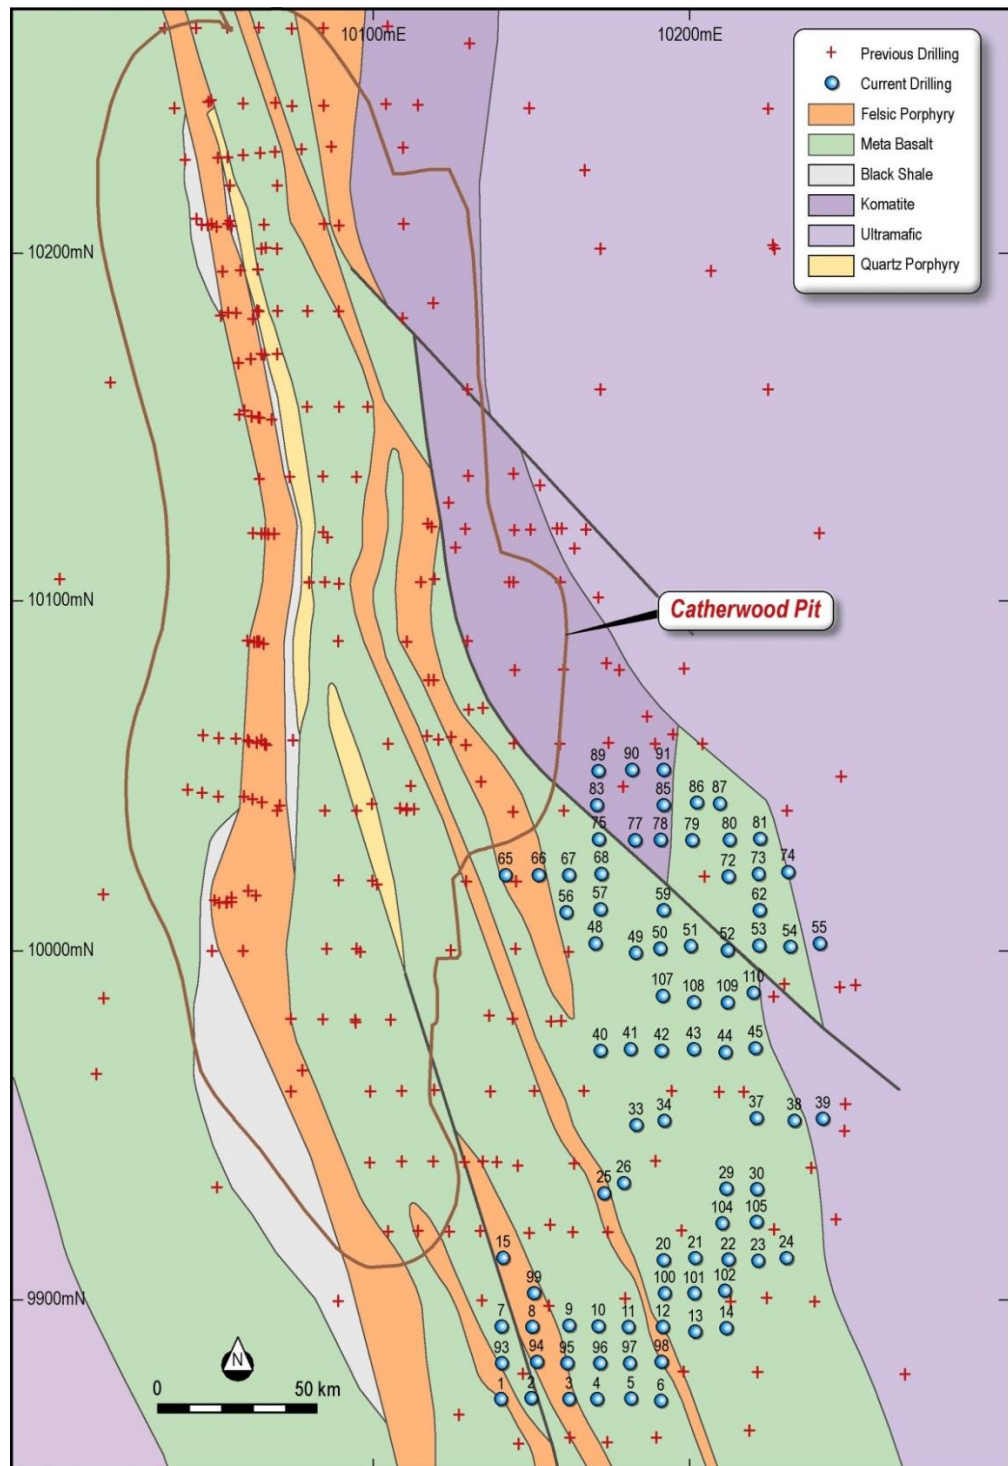 10100mE 10200mE
Previous Drilling
Current Drilling
Felsic Porphyry
Meta Basalt
Black Shale
Komatite
Ultramafic
Quartz Porphyry
10200mN
10100mN
Catherwood Pit
89 90 91
83 85 86 87
75 77 78 79 80 81
65 66 67 68 72 73 74
56 57 59 62
48 49 50 51 52 53 54 55
10000mN
107 108 109 110
40 41 42 43 44 45
33 34 37 38 39
25 26 29 30
104 105
15 20 21 22 23 24
99 100 101 102
9900mN
7 8 9 10 11 12 13 14
93 94 95 96 97 98
1 2 3 4 5 6
N
0 50 km